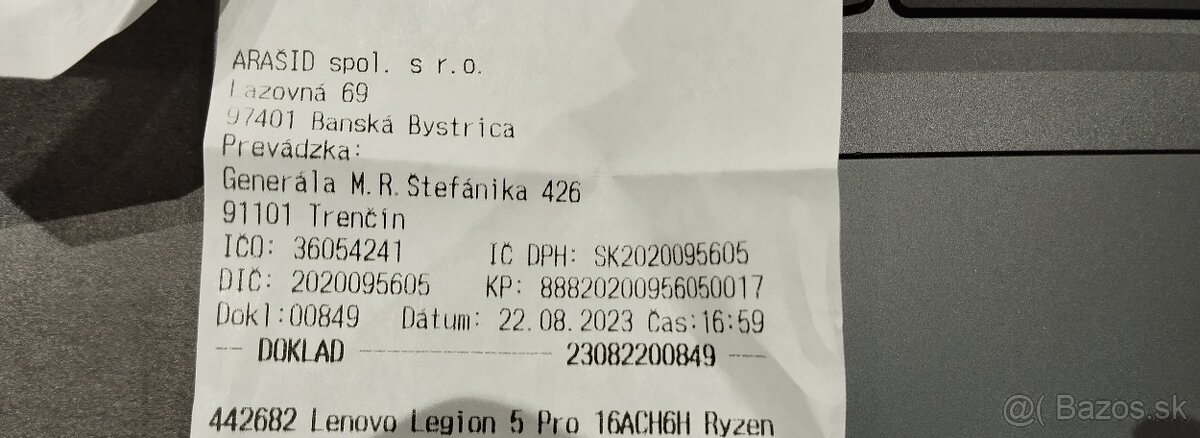 ARAŠID spol. s r.o.
Lazovná 69
97401 Banská Bystrica
Prevádzka:
Generála M.R.Štefánika 426
91101 Trenčín
IČO: 36054241 IČ DPH: SK2020095605
DIČ: 2020095605 KP: 88820200956050017
Dokl:00849 Dátum: 22.08.2023 Čas:16:59
DOKLAD 23082200849
442682 Lenovo Legion 5 Pro 16ACH6H Ryzen
@( Bazos.sk